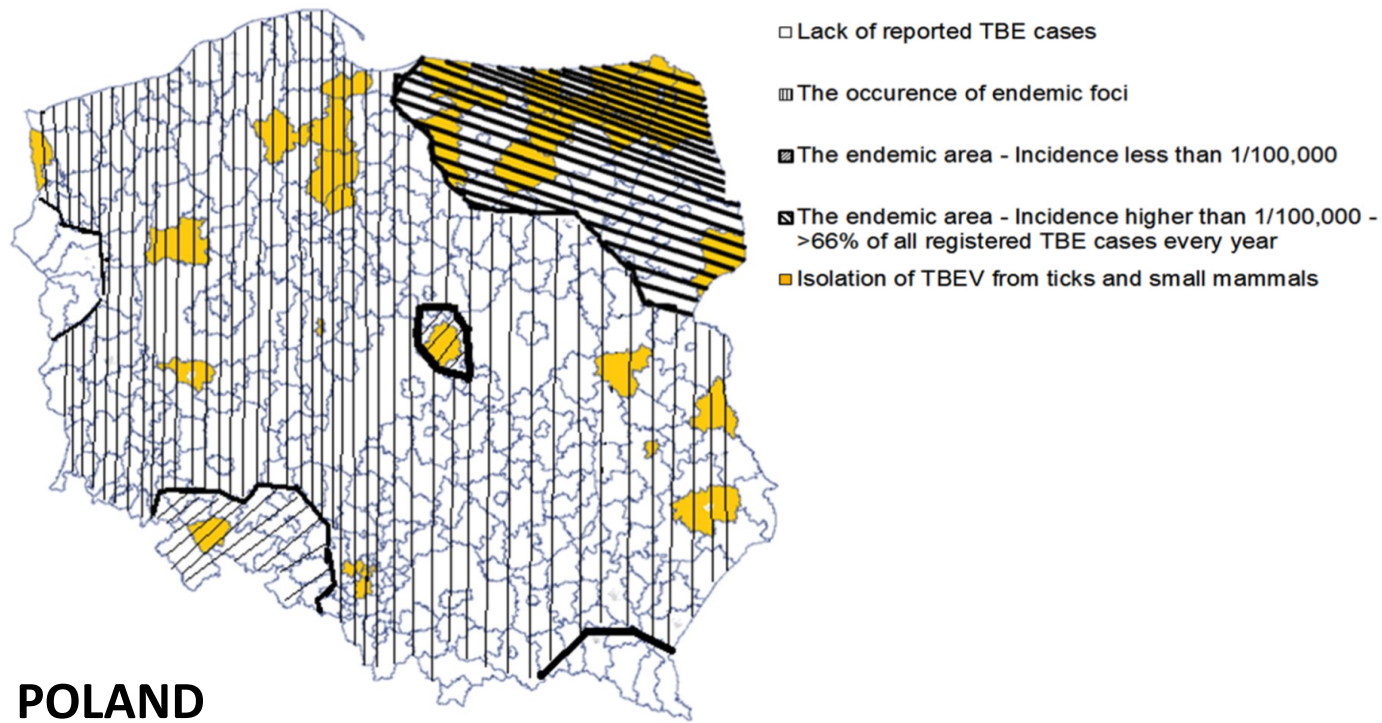 Lack of reported TBE cases
The occurence of endemic foci
The endemic area - Incidence less than 1/100,000
The endemic area - Incidence higher than 1/100,000 -
>66% of all registered TBE cases every year
Isolation of TBEV from ticks and small mammals
POLAND